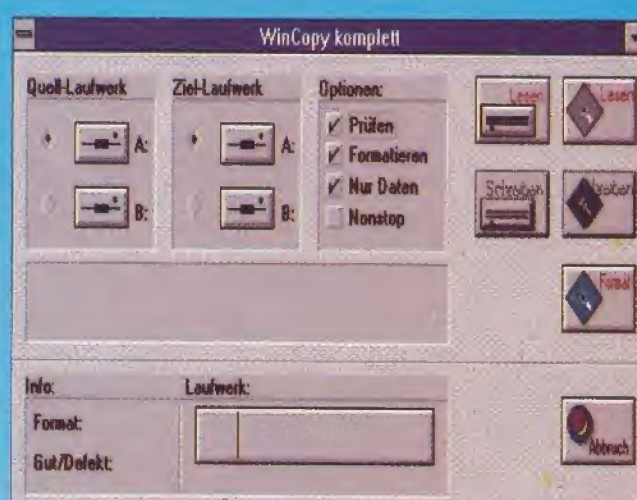 WinCopy komplett
Quell-Laufwerk
Ziel-Laufwerk
Optionen:
A:
B:
A:
B:
Prüfen
Formatieren
Nur Daten
Nonstop
Lesen
Lesen
Schreiben
Format
Info:
Laufwerk:
Format:
Gut/Defekt:
Abbruch